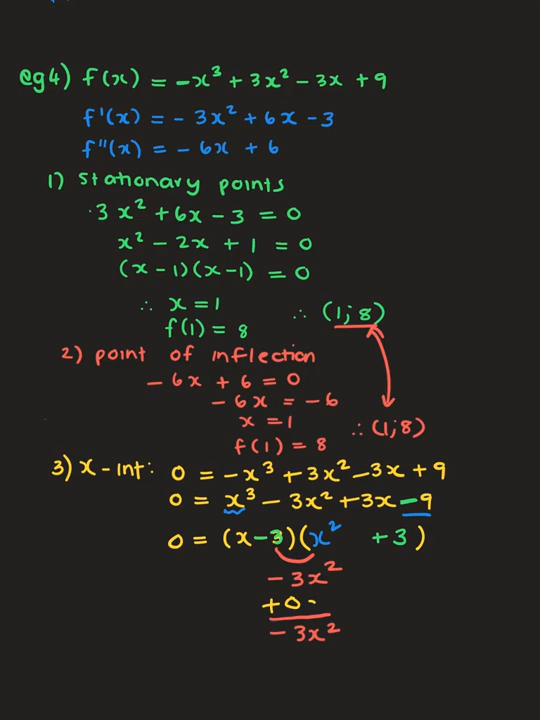 eg4) f(x) = -x³ + 3x² - 3x + 9
f'(x) = - 3x² + 6x - 3
f''(x) = - 6x + 6
1) stationary points
·3x² + 6x - 3 = 0
x² - 2x + 1 = 0
(x - 1)(x - 1) = 0
∴ x = 1
f(1) = 8
∴ (1; 8)
2) point of inflection
- 6x + 6 = 0
- 6x = - 6
x = 1
f(1) = 8
∴ (1; 8)
3) x - int: 0 = -x³ + 3x² - 3x + 9
0 = x³ - 3x² + 3x - 9
0 = (x - 3)(x² + 3)
- 3x²
+ 0 -
- 3x²